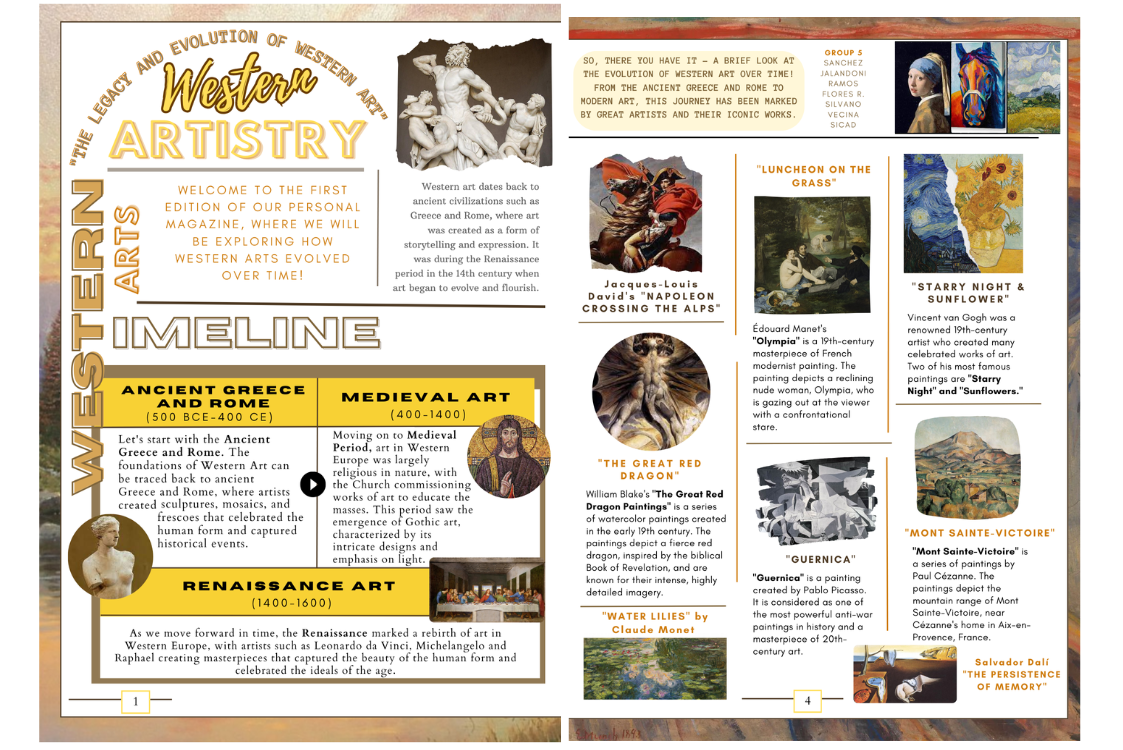 "THE LEGACY AND EVOLUTION OF WESTERN ART"
Western
ARTISTRY
WESTERN
ARTS
WELCOME TO THE FIRST
EDITION OF OUR PERSONAL
MAGAZINE, WHERE WE WILL
BE EXPLORING HOW
WESTERN ARTS EVOLVED
OVER TIME!
Western art dates back to
ancient civilizations such as
Greece and Rome, where art
was created as a form of
storytelling and expression. It
was during the Renaissance
period in the 14th century when
art began to evolve and flourish.
IMELINE
ANCIENT GREECE
AND ROME
(500 BCE-400 CE)
Let's start with the Ancient
Greece and Rome. The
foundations of Western Art can
be traced back to ancient
Greece and Rome, where artists
created sculptures, mosaics, and
frescoes that celebrated the
human form and captured
historical events.
MEDIEVAL ART
(400-1400)
Moving on to Medieval
Period, art in Western
Europe was largely
religious in nature, with
the Church commissioning
works of art to educate the
masses. This period saw the
emergence of Gothic art,
characterized by its
intricate designs and
emphasis on light.
RENAISSANCE ART
(1400-1600)
As we move forward in time, the Renaissance marked a rebirth of art in
Western Europe, with artists such as Leonardo da Vinci, Michelangelo and
Raphael creating masterpieces that captured the beauty of the human form and
celebrated the ideals of the age.
1
SO, THERE YOU HAVE IT – A BRIEF LOOK AT
THE EVOLUTION OF WESTERN ART OVER TIME!
FROM THE ANCIENT GREECE AND ROME TO
MODERN ART, THIS JOURNEY HAS BEEN MARKED
BY GREAT ARTISTS AND THEIR ICONIC WORKS.
GROUP 5
SANCHEZ
JALANDONI
RAMOS
FLORES R.
SILVANO
VECINA
SICAD
Jacques-Louis
David's "NAPOLEON
CROSSING THE ALPS"
"THE GREAT RED
DRAGON"
William Blake's "The Great Red
Dragon Paintings" is a series
of watercolor paintings created
in the early 19th century. The
paintings depict a fierce red
dragon, inspired by the biblical
Book of Revelation, and are
known for their intense, highly
detailed imagery.
"WATER LILIES" by
Claude Monet
"LUNCHEON ON THE
GRASS"
Édouard Manet's
"Olympia" is a 19th-century
masterpiece of French
modernist painting. The
painting depicts a reclining
nude woman, Olympia, who
is gazing out at the viewer
with a confrontational
stare.
"GUERNICA"
"Guernica" is a painting
created by Pablo Picasso.
It is considered as one of
the most powerful anti-war
paintings in history and a
masterpiece of 20th-
century art.
"STARRY NIGHT &
SUNFLOWER"
Vincent van Gogh was a
renowned 19th-century
artist who created many
celebrated works of art.
Two of his most famous
paintings are "Starry
Night" and "Sunflowers."
"MONT SAINTE-VICTOIRE"
"Mont Sainte-Victoire" is
a series of paintings by
Paul Cézanne. The
paintings depict the
mountain range of Mont
Sainte-Victoire, near
Cézanne's home in Aix-en-
Provence, France.
Salvador Dalí
"THE PERSISTENCE
OF MEMORY"
4